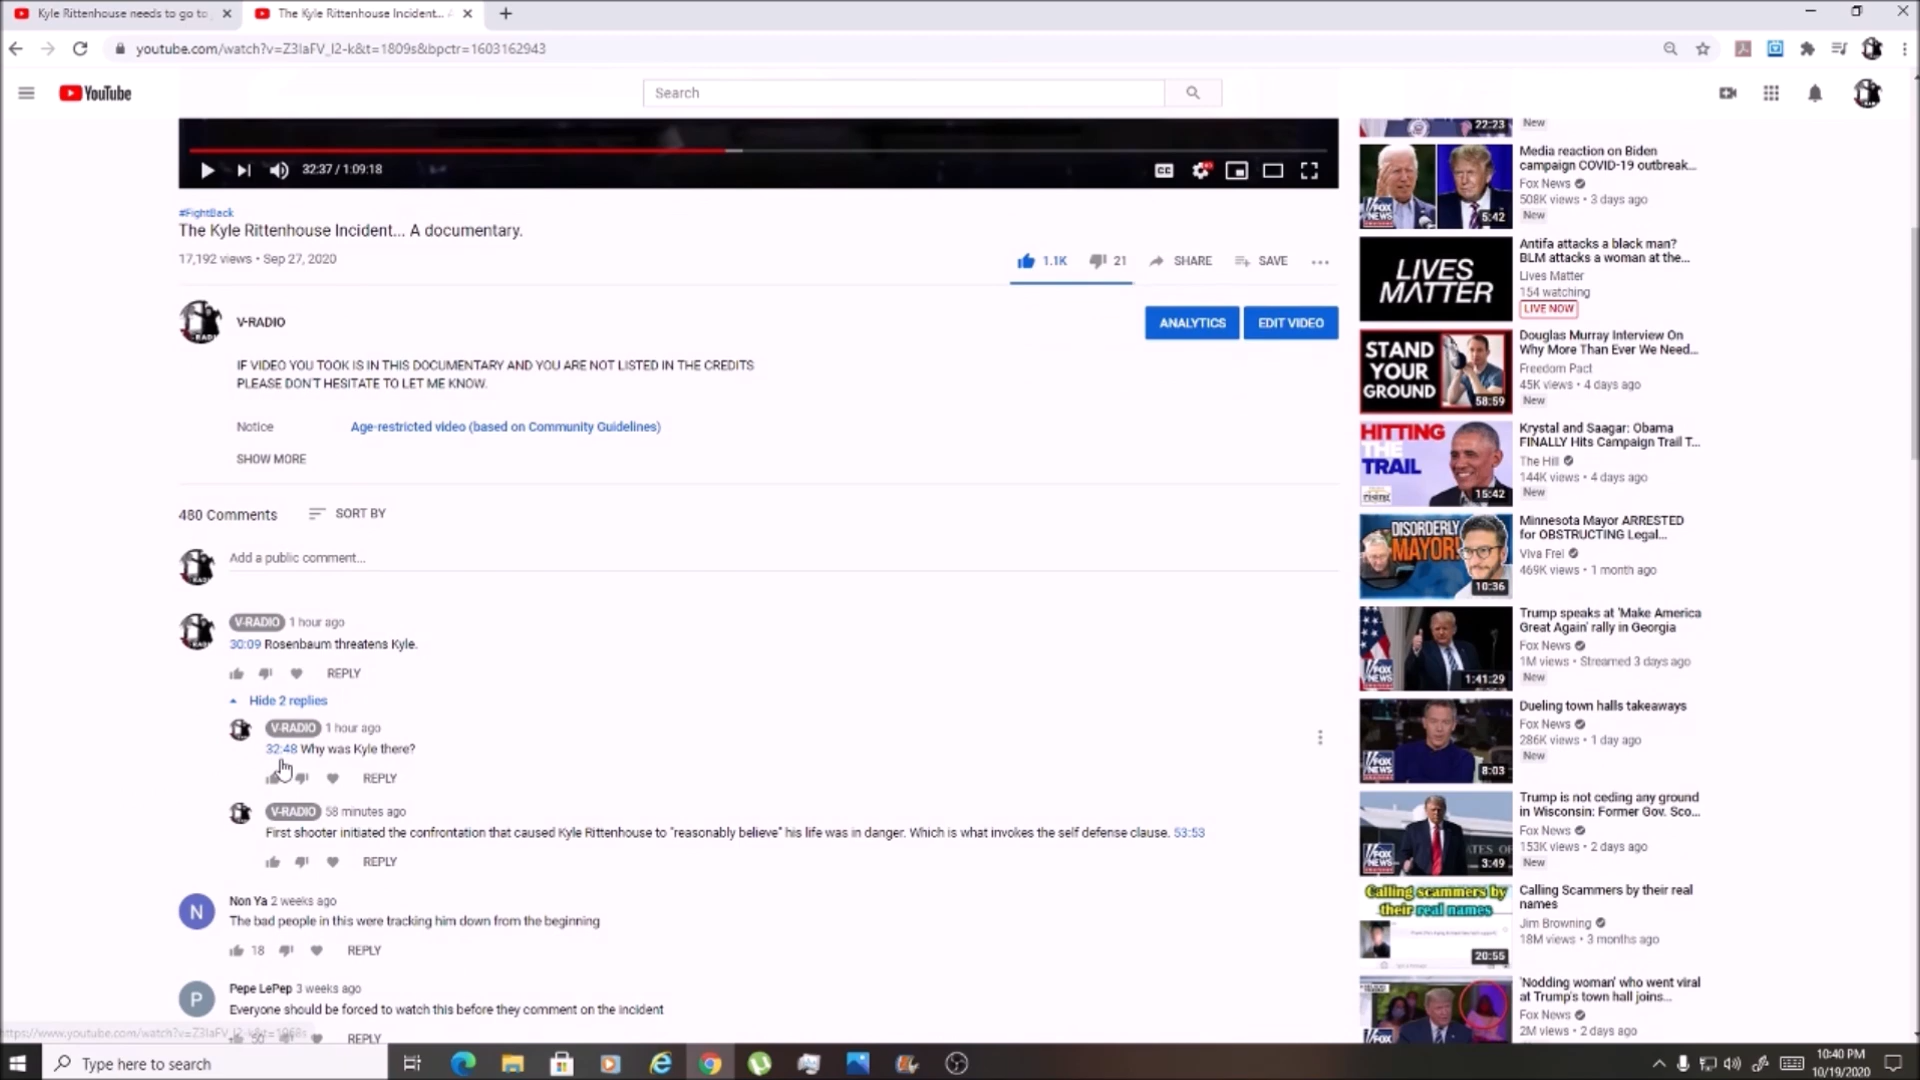 Kyle Rittenhouse needs to go to
The Kyle Rittenhouse Incident...
youtube.com/watch?v=Z3IaFV_I2-k&t=1809s&bpctr=1603162943
YouTube
Search
32:37 / 1:09:18
CC
#FightBack
The Kyle Rittenhouse Incident... A documentary.
17,192 views • Sep 27, 2020
1.1K
21
SHARE
SAVE
V-RADIO
ANALYTICS
EDIT VIDEO
IF VIDEO YOU TOOK IS IN THIS DOCUMENTARY AND YOU ARE NOT LISTED IN THE CREDITS
PLEASE DON'T HESITATE TO LET ME KNOW.
Notice
Age-restricted video (based on Community Guidelines)
SHOW MORE
480 Comments
SORT BY
Add a public comment...
V-RADIO 1 hour ago
30:09 Rosenbaum threatens Kyle.
REPLY
Hide 2 replies
V-RADIO 1 hour ago
32:48 Why was Kyle there?
REPLY
V-RADIO 58 minutes ago
First shooter initiated the confrontation that caused Kyle Rittenhouse to "reasonably believe" his life was in danger. Which is what invokes the self defense clause. 53:53
REPLY
N
Non Ya 2 weeks ago
The bad people in this were tracking him down from the beginning
18
REPLY
P
Pepe LePep 3 weeks ago
Everyone should be forced to watch this before they comment on the incident
50
REPLY
https://www.youtube.com/watch?v=Z3IaFV_I2-k&t=1968s
22:23
New
FOX NEWS
5:42
Media reaction on Biden
campaign COVID-19 outbreak...
Fox News
508K views • 3 days ago
New
LIVES
MATTER
Antifa attacks a black man?
BLM attacks a woman at the...
Lives Matter
154 watching
LIVE NOW
STAND
YOUR
GROUND
58:59
Douglas Murray Interview On
Why More Than Ever We Need...
Freedom Pact
45K views • 4 days ago
New
HITTING
THE
TRAIL
rising
15:42
Krystal and Saagar: Obama
FINALLY Hits Campaign Trail T...
The Hill
144K views • 4 days ago
New
DISORDERLY
MAYOR!
10:36
Minnesota Mayor ARRESTED
for OBSTRUCTING Legal...
Viva Frei
469K views • 1 month ago
FOX NEWS
1:41:29
Trump speaks at 'Make America
Great Again' rally in Georgia
Fox News
1M views • Streamed 3 days ago
New
FOX NEWS
8:03
Dueling town halls takeaways
Fox News
286K views • 1 day ago
New
FOX NEWS
3:49
Trump is not ceding any ground
in Wisconsin: Former Gov. Sco...
Fox News
153K views • 2 days ago
New
Calling scammers by
their real names
20:55
Calling Scammers by their real
names
Jim Browning
18M views • 3 months ago
'Nodding woman' who went viral
at Trump's town hall joins...
Fox News
2M views • 2 days ago
Type here to search
10:40 PM
10/19/2020